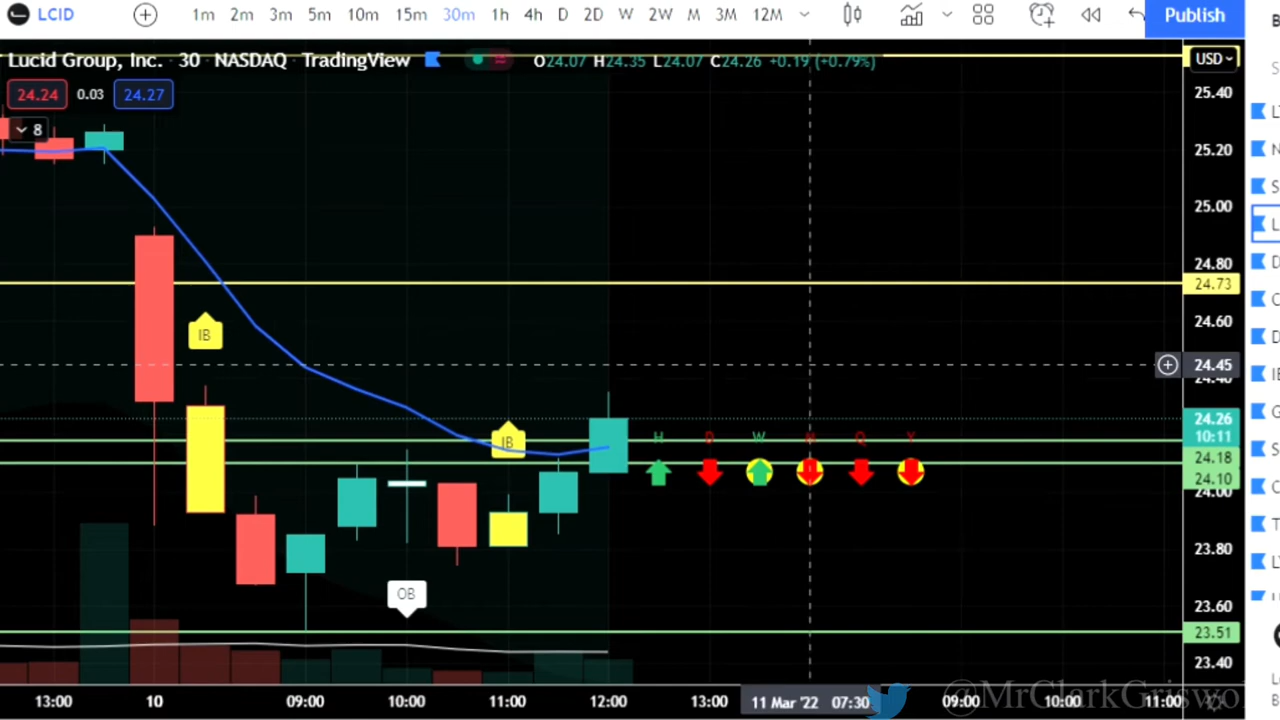 LCID
1m 2m 3m 5m 10m 15m 30m 1h 4h D 2D W 2W M 3M 12M
Publish
Lucid Group, Inc. · 30 · NASDAQ · TradingView
O24.07 H24.35 L24.07 C24.26 +0.19 (+0.79%)
USD
24.24 0.03 24.27
8
25.40
25.20
25.00
24.80
24.73
24.60
IB
24.45
24.40
24.26
10:11
IB
H D W M Q Y
24.18
24.10
24.00
23.80
OB
23.60
23.51
23.40
13:00 10 09:00 10:00 11:00 12:00 13:00 11 Mar '22 07:30 09:00 10:00 11:00
@MrClarkGriswo